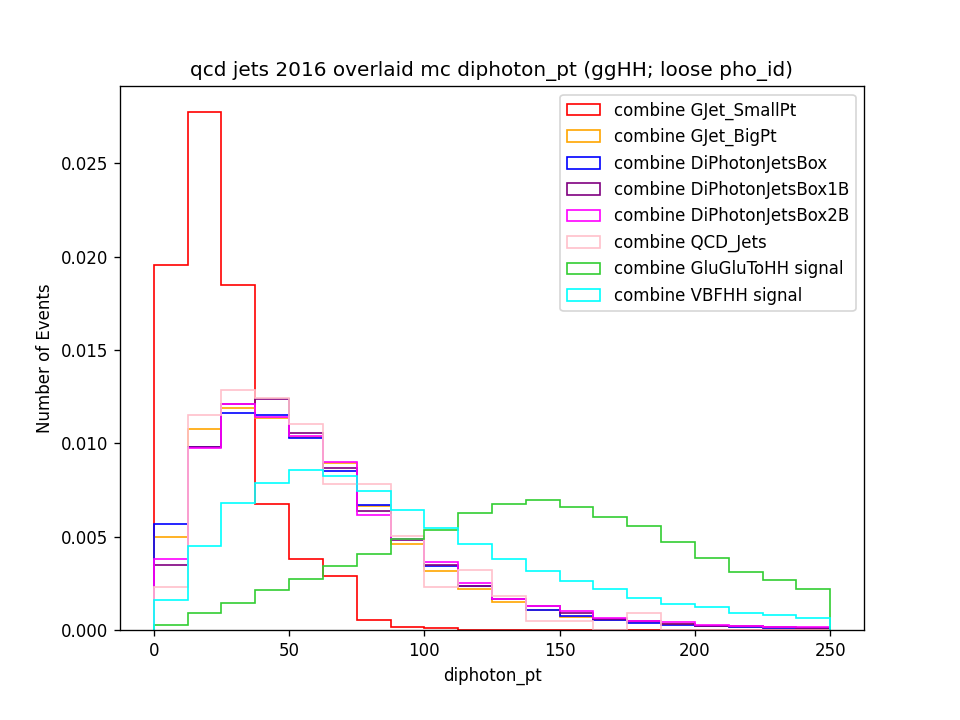 qcd jets 2016 overlaid mc diphoton_pt (ggHH; loose pho_id)
combine GJet_SmallPt
combine GJet_BigPt
combine DiPhotonJetsBox
combine DiPhotonJetsBox1B
combine DiPhotonJetsBox2B
combine QCD_Jets
combine GluGluToHH signal
combine VBFHH signal
Number of Events
0.025
0.020
0.015
0.010
0.005
0.000
0 50 100 150 200 250
diphoton_pt